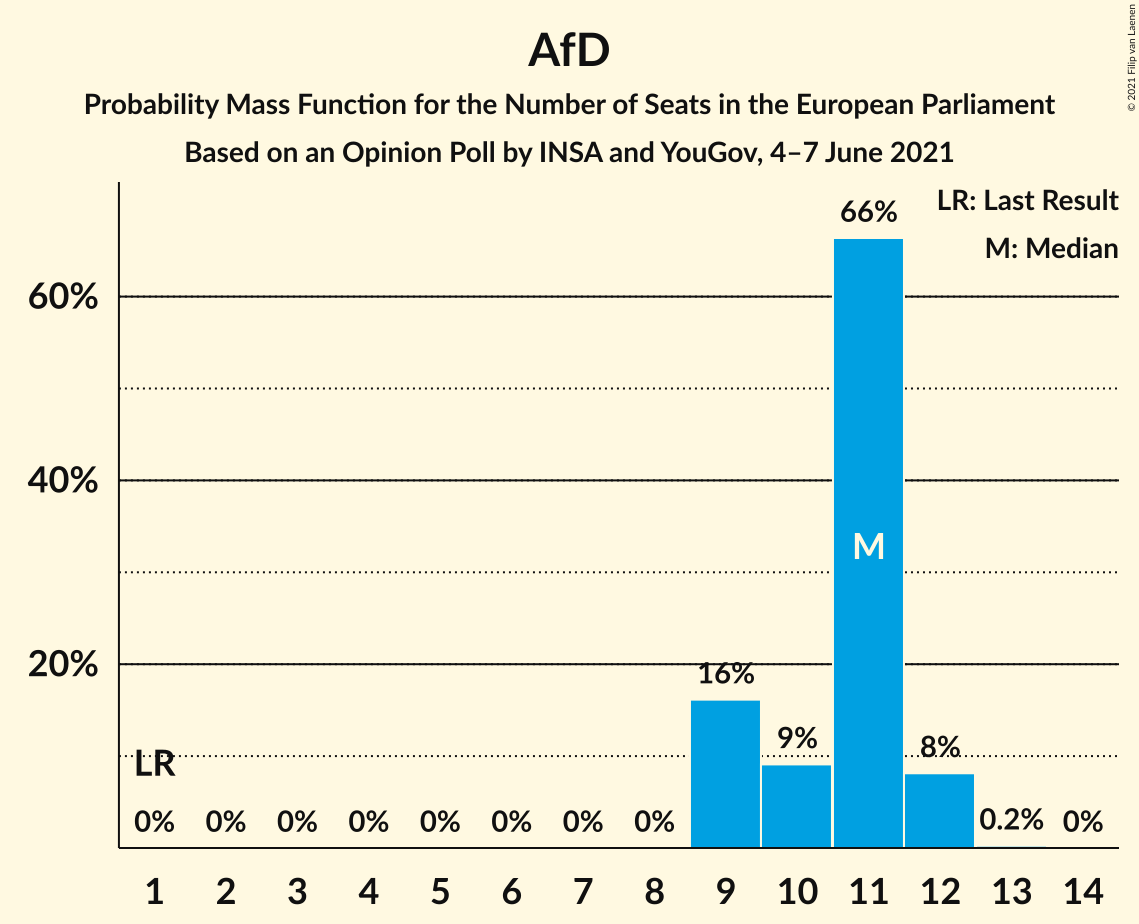 AfD
Probability Mass Function for the Number of Seats in the European Parliament
Based on an Opinion Poll by INSA and YouGov, 4–7 June 2021
© 2021 Filip van Laenen
LR: Last Result
M: Median
60%
40%
20%
LR
0%
0%
0%
0%
0%
0%
0%
0%
16%
9%
66%
M
8%
0.2%
0%
1 2 3 4 5 6 7 8 9 10 11 12 13 14